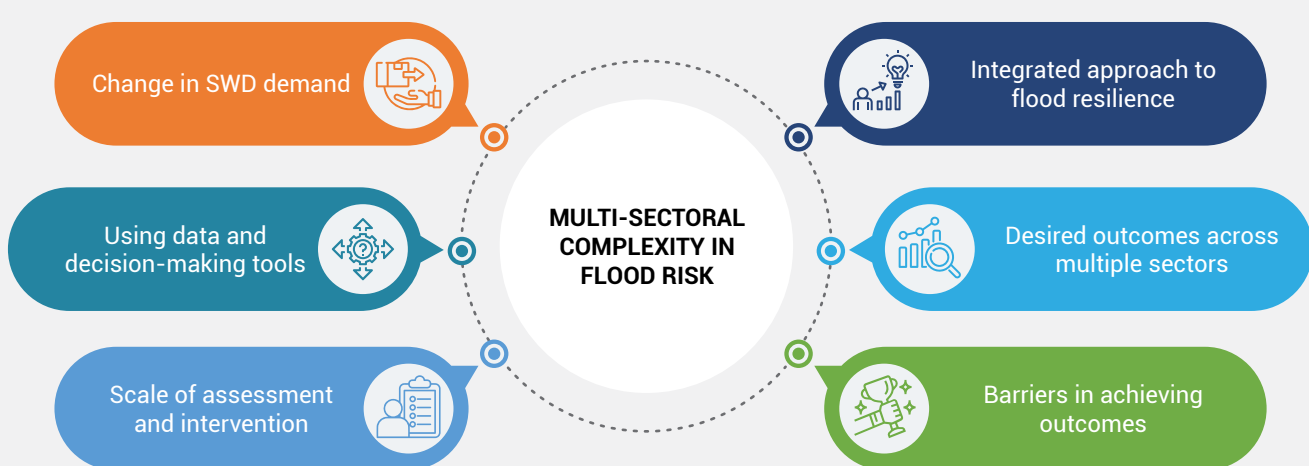 Change in SWD demand
Using data and
decision-making tools
Scale of assessment
and intervention
MULTI-SECTORAL
COMPLEXITY IN
FLOOD RISK
Integrated approach to
flood resilience
Desired outcomes across
multiple sectors
Barriers in achieving
outcomes